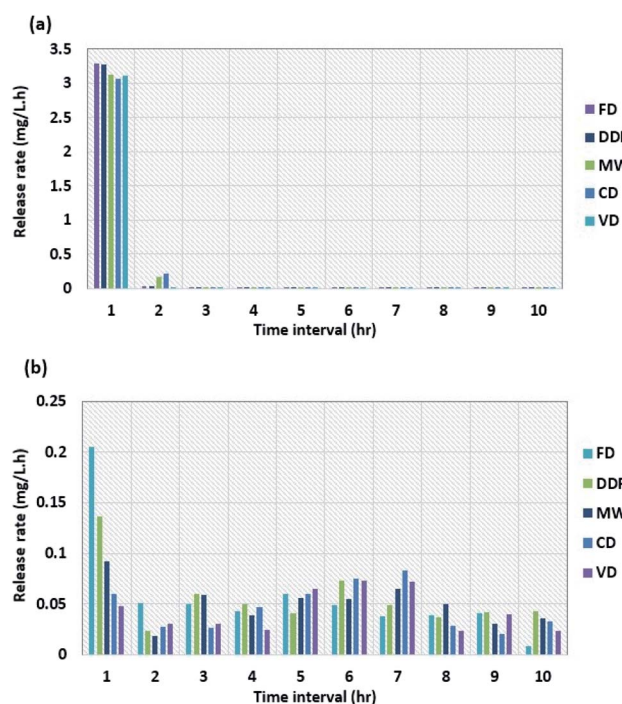 (a)
3.5
3
2.5
2
1.5
1
0.5
0
Release rate (mg/L.h)
1 2 3 4 5 6 7 8 9 10
Time interval (hr)
FD
CD
VD
(b)
0.25
0.2
0.15
0.1
0.05
0
Release rate (mg/L.h)
1 2 3 4 5 6 7 8 9 10
Time interval (hr)
FD
CD
VD